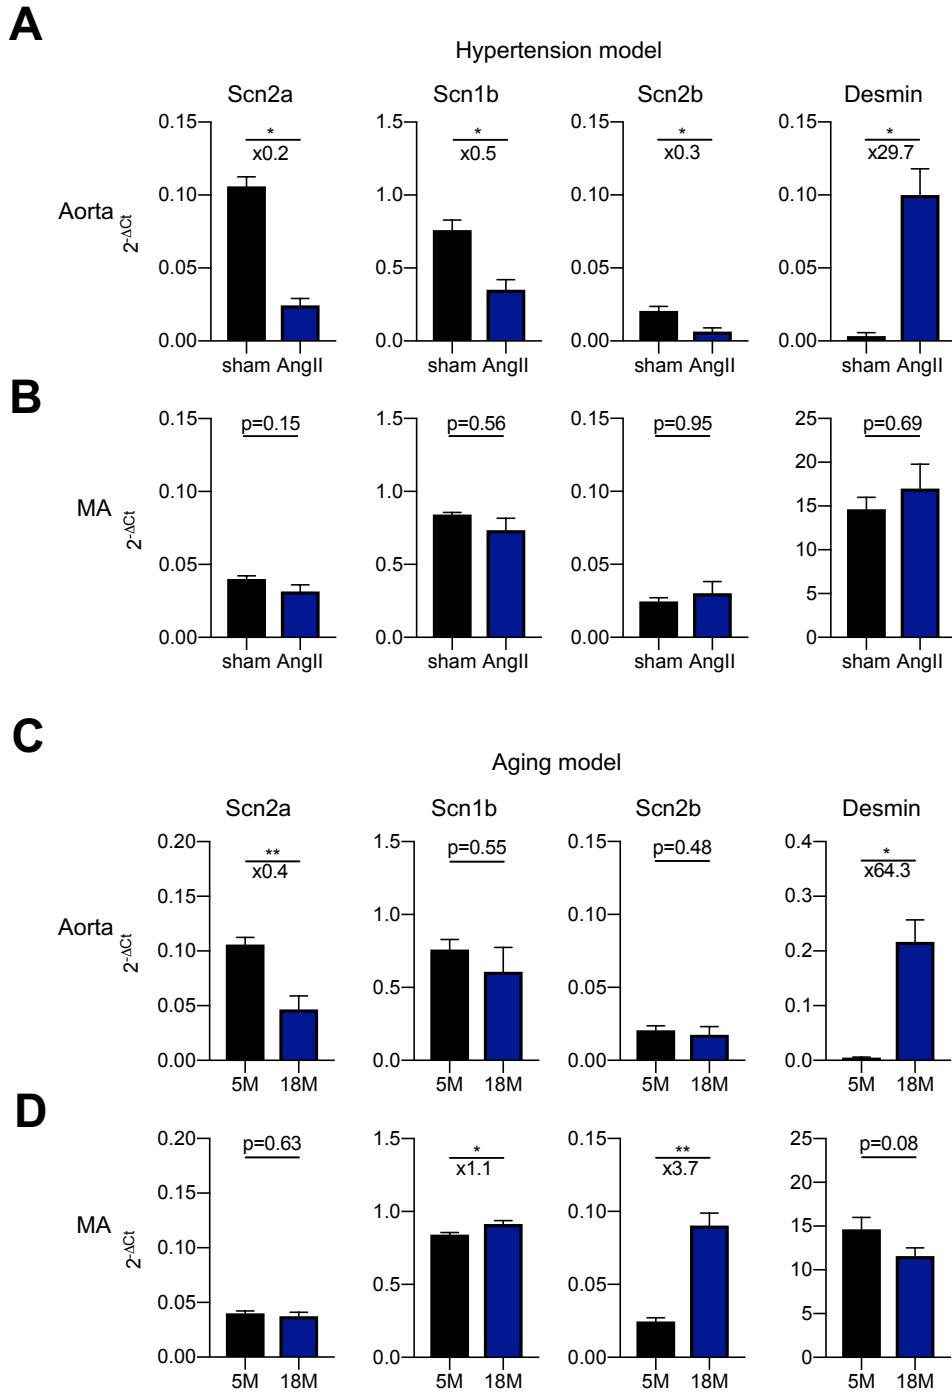 A
Hypertension model
Scn2a Scn1b Scn2b Desmin
Aorta
2-ΔCt
0.15 0.10 0.05 0.00
* x0.2
sham AngII
1.5 1.0 0.5 0.0
* x0.5
sham AngII
0.15 0.10 0.05 0.00
* x0.3
sham AngII
0.15 0.10 0.05 0.00
* x29.7
sham AngII
B
MA
2-ΔCt
0.15 0.10 0.05 0.00
p=0.15
sham AngII
1.5 1.0 0.5 0.0
p=0.56
sham AngII
0.15 0.10 0.05 0.00
p=0.95
sham AngII
25 20 15 10 5 0
p=0.69
sham AngII
C
Aging model
Scn2a Scn1b Scn2b Desmin
Aorta
2-ΔCt
0.20 0.15 0.10 0.05 0.00
** x0.4
5M 18M
1.5 1.0 0.5 0.0
p=0.55
5M 18M
0.15 0.10 0.05 0.00
p=0.48
5M 18M
0.4 0.3 0.2 0.1 0.0
* x64.3
5M 18M
D
MA
2-ΔCt
0.20 0.15 0.10 0.05 0.00
p=0.63
5M 18M
1.5 1.0 0.5 0.0
* x1.1
5M 18M
0.15 0.10 0.05 0.00
** x3.7
5M 18M
25 20 15 10 5 0
p=0.08
5M 18M